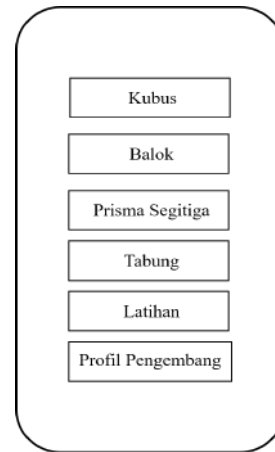 Kubus
Balok
Prisma Segitiga
Tabung
Latihan
Profil Pengembang